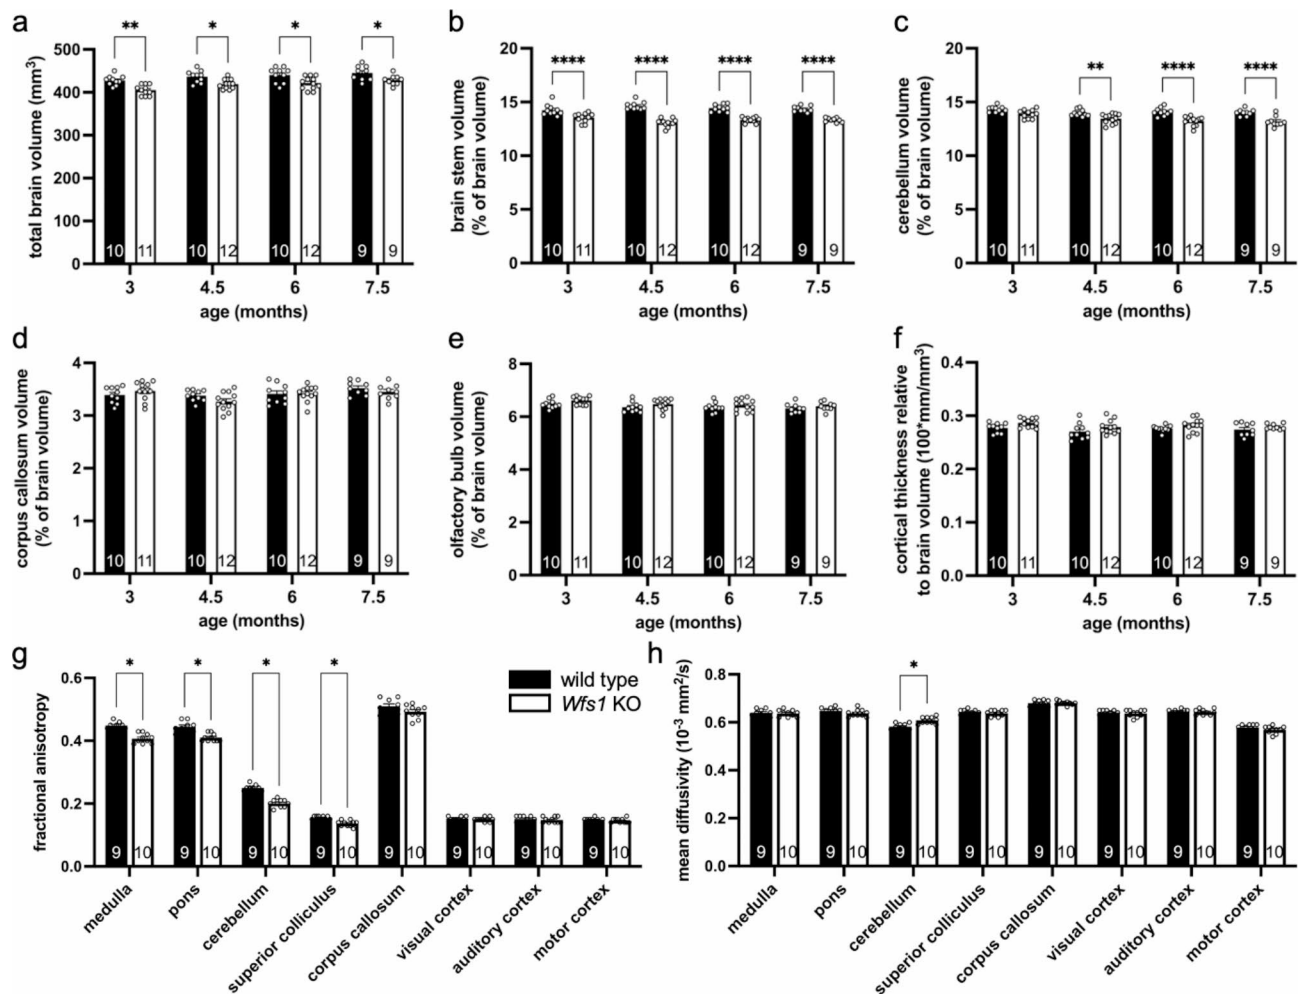 a
** * * *
total brain volume (mm³)
500
400
300
200
100
0
10 11 10 12 10 12 9 9
3 4.5 6 7.5
age (months)
b
**** **** **** ****
brain stem volume
(% of brain volume)
20
15
10
5
0
10 11 10 12 10 12 9 9
3 4.5 6 7.5
age (months)
c
** **** ****
cerebellum volume
(% of brain volume)
20
15
10
5
0
10 11 10 12 10 12 9 9
3 4.5 6 7.5
age (months)
d
corpus callosum volume
(% of brain volume)
4
3
2
1
0
10 11 10 12 10 12 9 9
3 4.5 6 7.5
age (months)
e
olfactory bulb volume
(% of brain volume)
8
6
4
2
0
10 11 10 12 10 12 9 9
3 4.5 6 7.5
age (months)
f
cortical thickness relative
to brain volume (100*mm/mm³)
0.4
0.3
0.2
0.1
0.0
10 11 10 12 10 12 9 9
3 4.5 6 7.5
age (months)
g
* * * *
wild type
Wfs1 KO
fractional anisotropy
0.6
0.4
0.2
0.0
9 10 9 10 9 10 9 10 9 10 9 10 9 10 9 10
medulla
pons
cerebellum
superior colliculus
corpus callosum
visual cortex
auditory cortex
motor cortex
h
*
mean diffusivity (10⁻³ mm²/s)
0.8
0.6
0.4
0.2
0.0
9 10 9 10 9 10 9 10 9 10 9 10 9 10 9 10
medulla
pons
cerebellum
superior colliculus
corpus callosum
visual cortex
auditory cortex
motor cortex